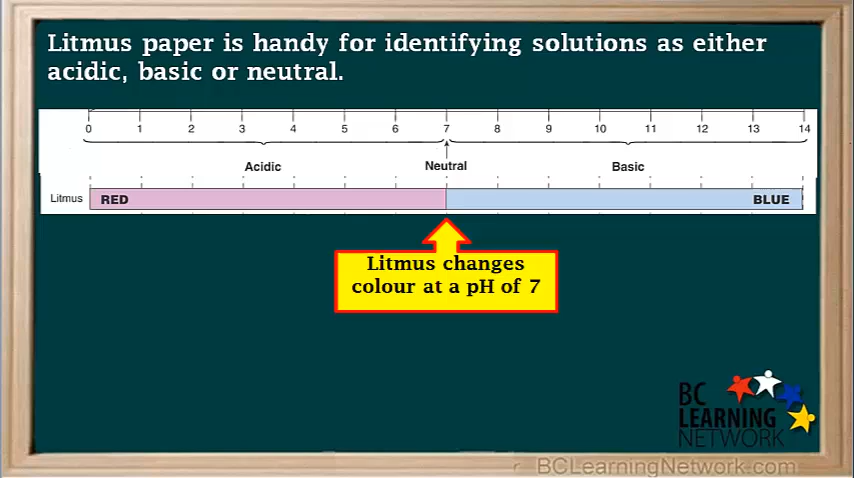 Litmus paper is handy for identifying solutions as either
acidic, basic or neutral.
0 1 2 3 4 5 6 7 8 9 10 11 12 13 14
Acidic Neutral Basic
Litmus RED BLUE
Litmus changes
colour at a pH of 7
BC
LEARNING
NETWORK
BCLearningNetwork.com